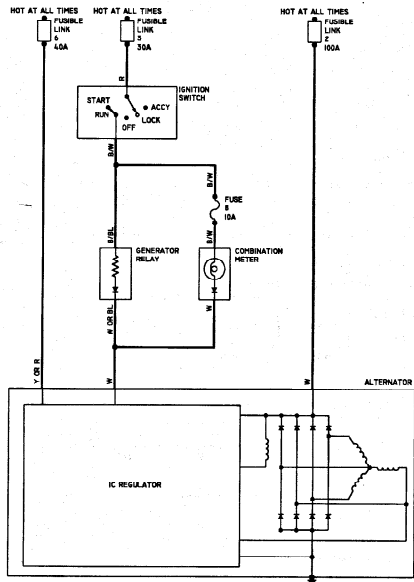 HOT AT ALL TIMES
FUSIBLE
LINK
6
40A
HOT AT ALL TIMES
FUSIBLE
LINK
5
30A
HOT AT ALL TIMES
FUSIBLE
LINK
2
100A
R
IGNITION
SWITCH
START
RUN
OFF
LOCK
ACCY
B/W
B/W
FUSE
8
10A
B/BL
B/W
GENERATOR
RELAY
COMBINATION
METER
W OR BL
W
Y OR R
W
W
ALTERNATOR
IC REGULATOR